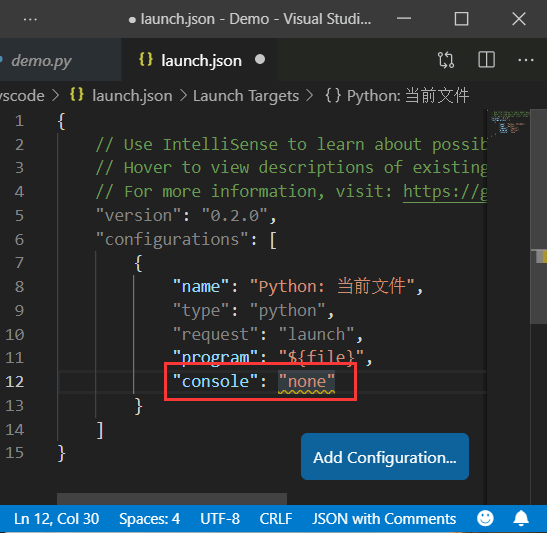 ··· ● launch.json - Demo - Visual Studi...
demo.py {} launch.json ● ···
vscode > {} launch.json > Launch Targets > {} Python: 当前文件
1 {
2 // Use IntelliSense to learn about possib
3 // Hover to view descriptions of existing
4 // For more information, visit: https://g
5 "version": "0.2.0",
6 "configurations": [
7 {
8 "name": "Python: 当前文件",
9 "type": "python",
10 "request": "launch",
11 "program": "${file}",
12 "console": "none"
13 }
14 ]
15 }
Add Configuration...
Ln 12, Col 30 Spaces: 4 UTF-8 CRLF JSON with Comments